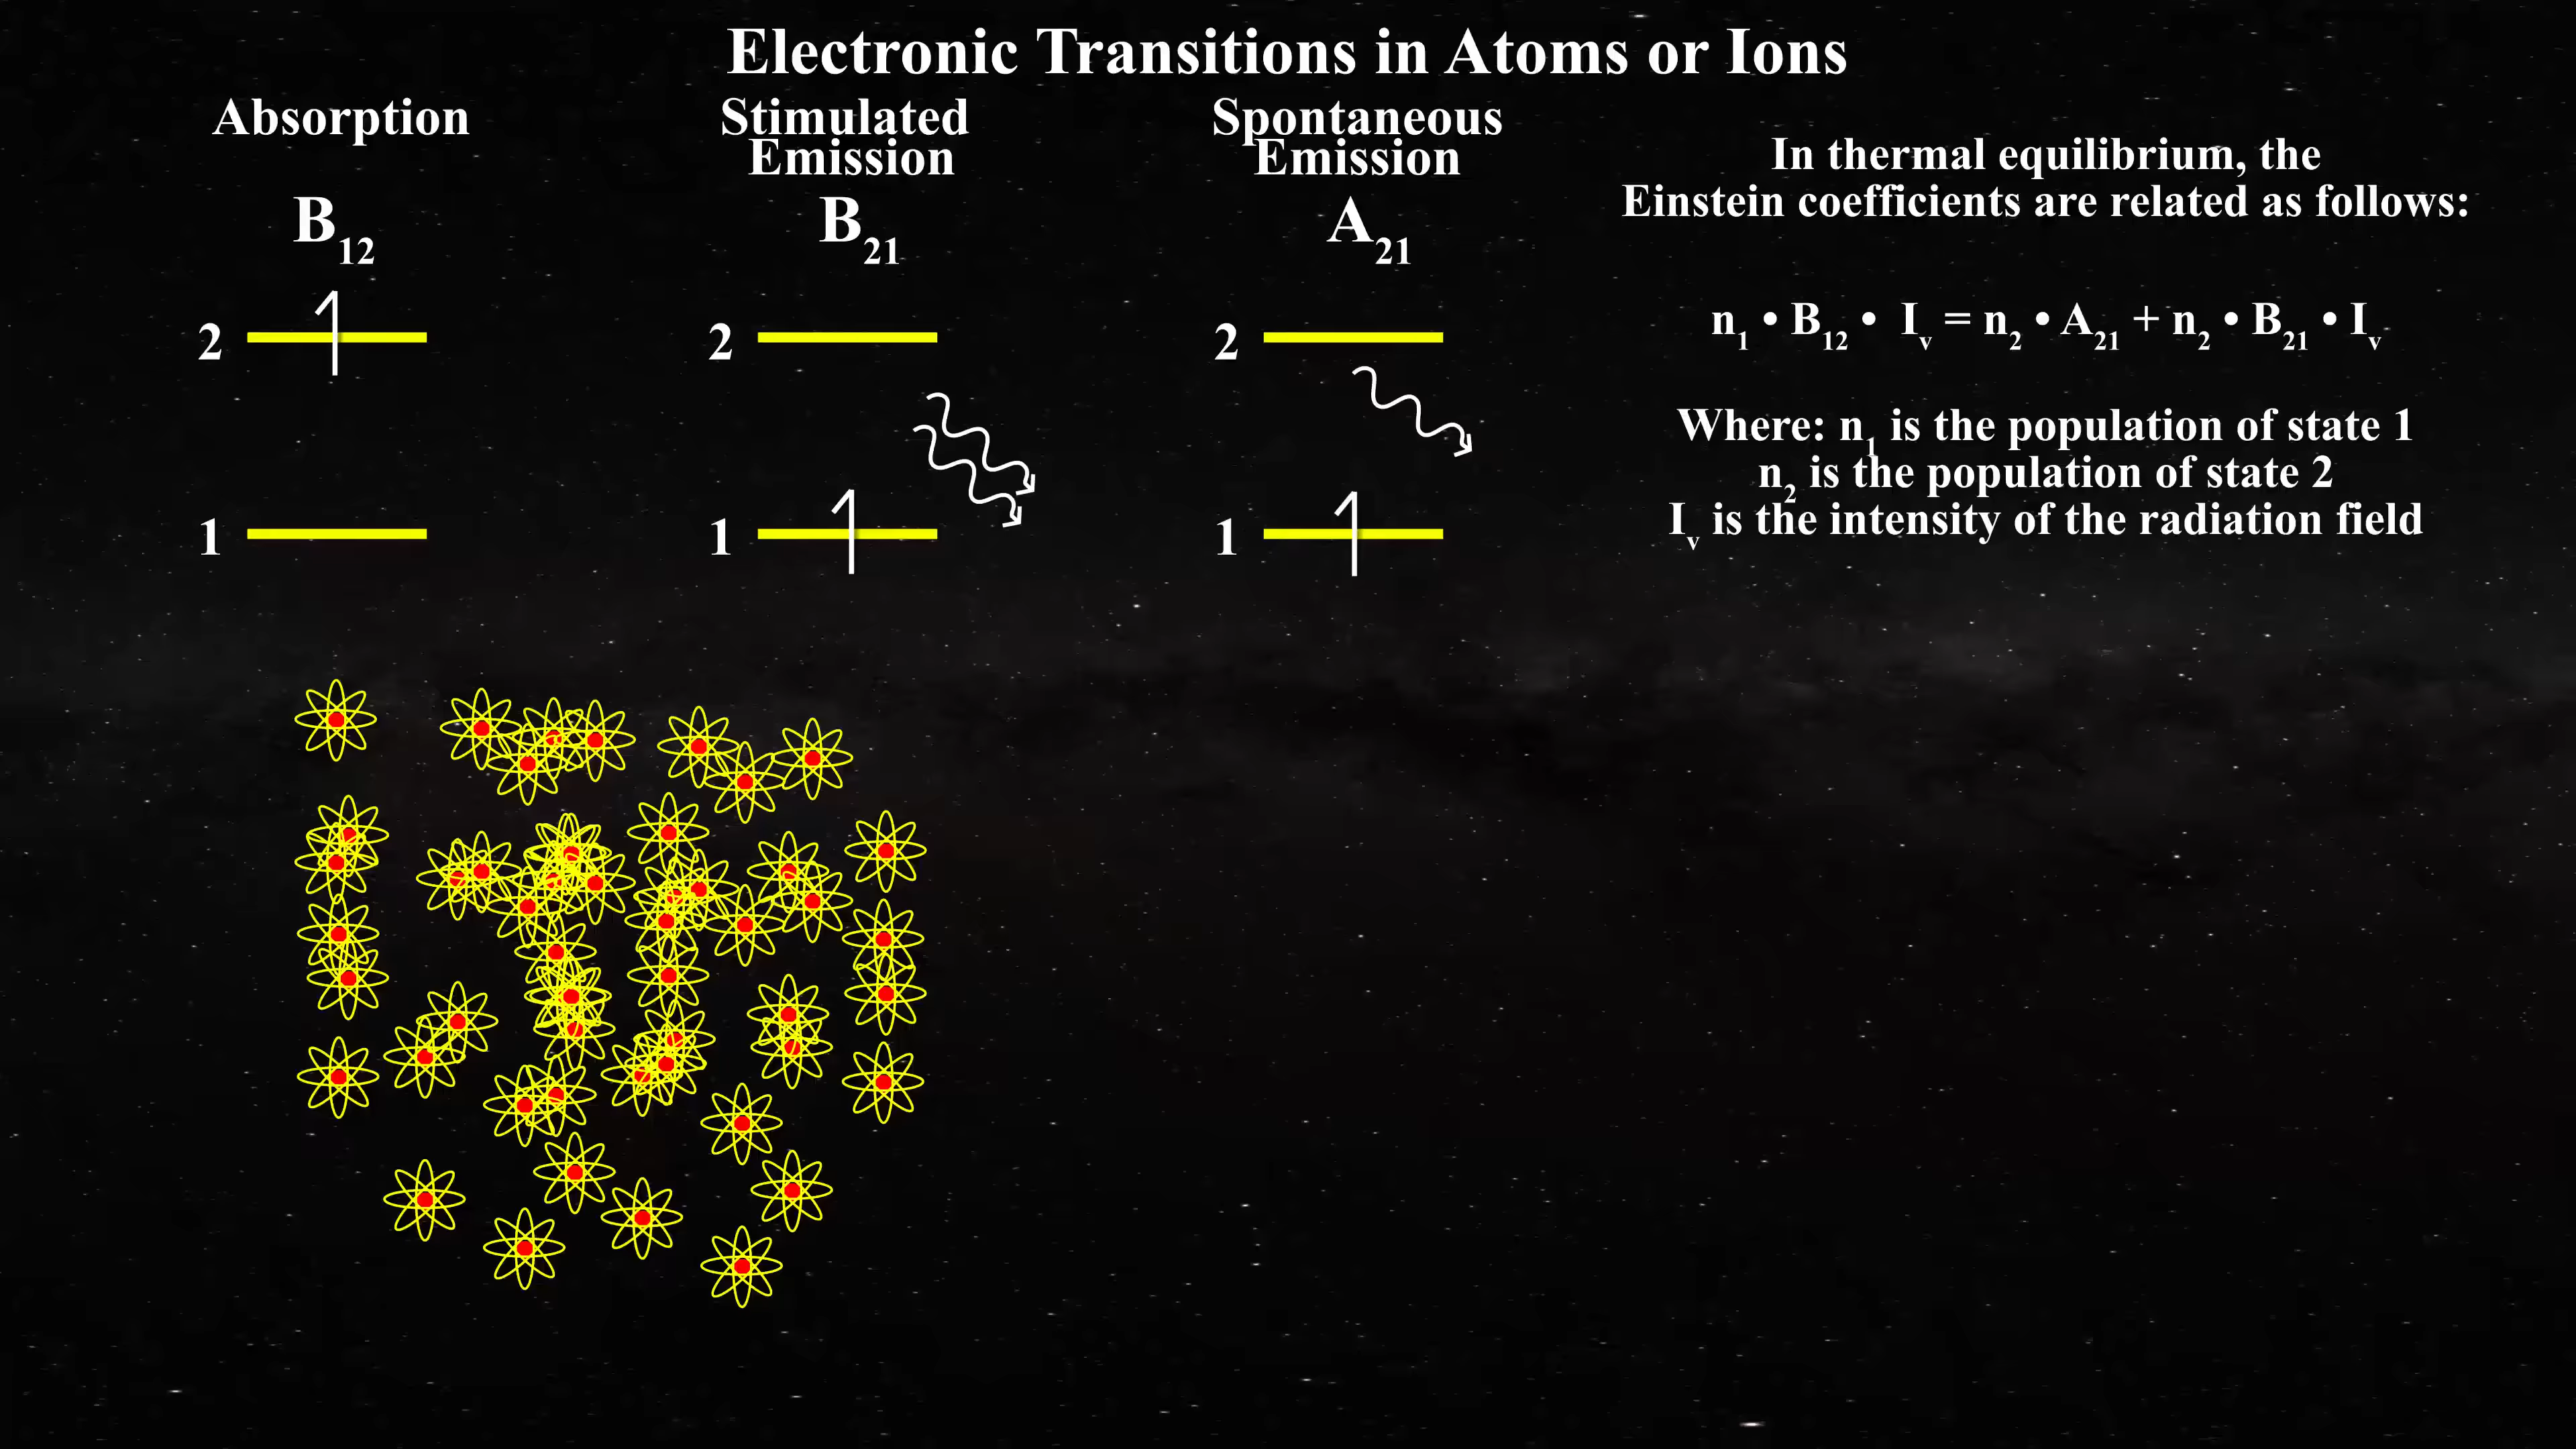 Electronic Transitions in Atoms or Ions
Absorption
Stimulated
Emission
Spontaneous
Emission
B₁₂
B₂₁
A₂₁
2
1
2
1
2
1
In thermal equilibrium, the
Einstein coefficients are related as follows:
n₁ • B₁₂ • Iᵥ = n₂ • A₂₁ + n₂ • B₂₁ • Iᵥ
Where: n₁ is the population of state 1
n₂ is the population of state 2
Iᵥ is the intensity of the radiation field